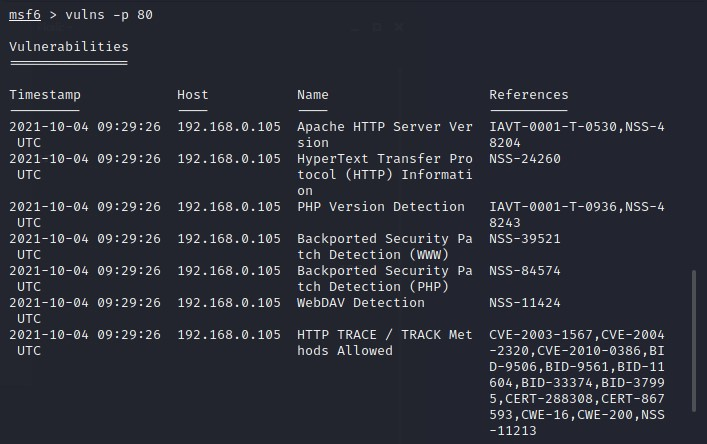 msf6 > vulns -p 80
Vulnerabilities
Timestamp Host Name References
2021-10-04 09:29:26 192.168.0.105 Apache HTTP Server Ver IAVT-0001-T-0530,NSS-4
UTC sion 8204
2021-10-04 09:29:26 192.168.0.105 HyperText Transfer Pro NSS-24260
UTC tocol (HTTP) Informati
on
2021-10-04 09:29:26 192.168.0.105 PHP Version Detection IAVT-0001-T-0936,NSS-4
UTC 8243
2021-10-04 09:29:26 192.168.0.105 Backported Security Pa NSS-39521
UTC tch Detection (WWW)
2021-10-04 09:29:26 192.168.0.105 Backported Security Pa NSS-84574
UTC tch Detection (PHP)
2021-10-04 09:29:26 192.168.0.105 WebDAV Detection NSS-11424
UTC
2021-10-04 09:29:26 192.168.0.105 HTTP TRACE / TRACK Met CVE-2003-1567,CVE-2004
UTC hods Allowed -2320,CVE-2010-0386,BI
D-9506,BID-9561,BID-11
604,BID-33374,BID-3799
5,CERT-288308,CERT-867
593,CWE-16,CWE-200,NSS
-11213